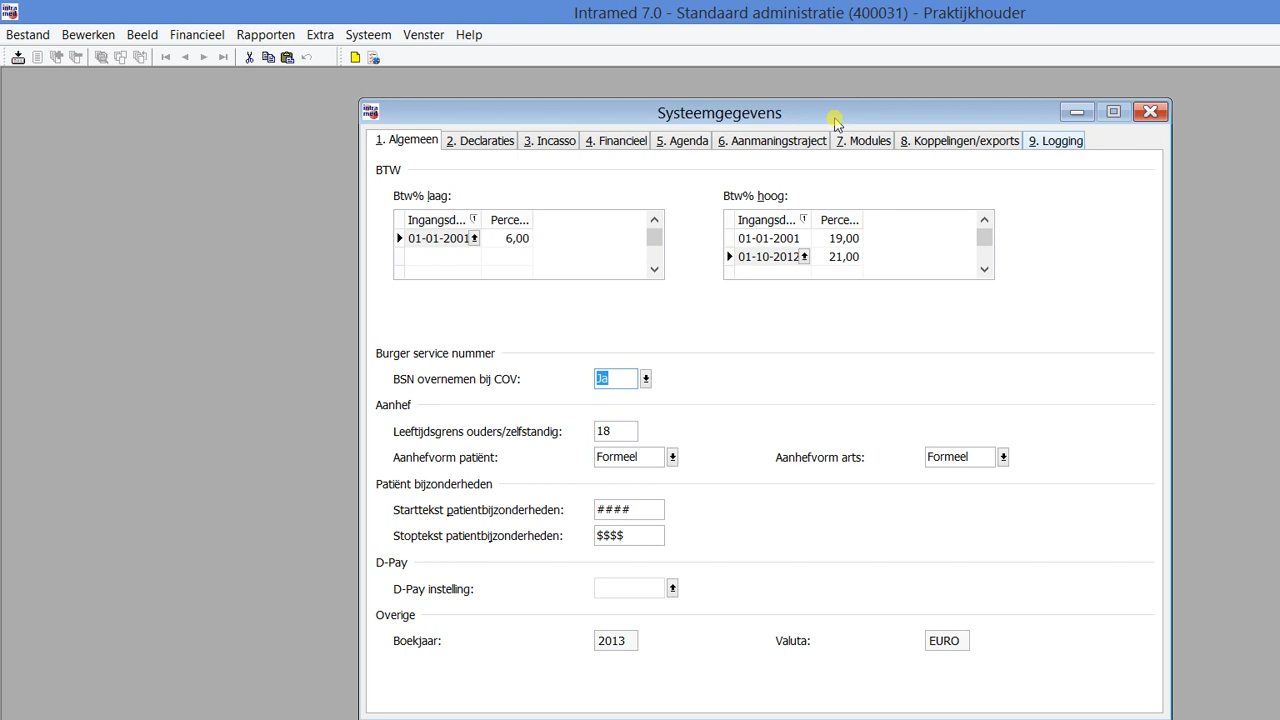 Intramed 7.0 - Standaard administratie (400031) - Praktijkhouder
Bestand Bewerken Beeld Financieel Rapporten Extra Systeem Venster Help
Systeemgegevens
1. Algemeen 2. Declaraties 3. Incasso 4. Financieel 5. Agenda 6. Aanmaningstraject 7. Modules 8. Koppelingen/exports 9. Logging
BTW
Btw% laag: Btw% hoog:
Ingangsd... Perce... Ingangsd... Perce...
01-01-2001 6,00 01-01-2001 19,00
01-10-2012 21,00
Burger service nummer
BSN overnemen bij COV: Ja
Aanhef
Leeftijdsgrens ouders/zelfstandig: 18
Aanhefvorm patiënt: Formeel Aanhefvorm arts: Formeel
Patiënt bijzonderheden
Starttekst patientbijzonderheden: ####
Stoptekst patientbijzonderheden: $$$$
D-Pay
D-Pay instelling:
Overige
Boekjaar: 2013 Valuta: EURO